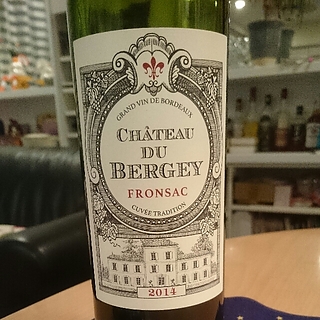 GRAND VIN DE BORDEAUX
CHÂTEAU
DU
BERGEY
FRONSAC
CUVÉE TRADITION
2014